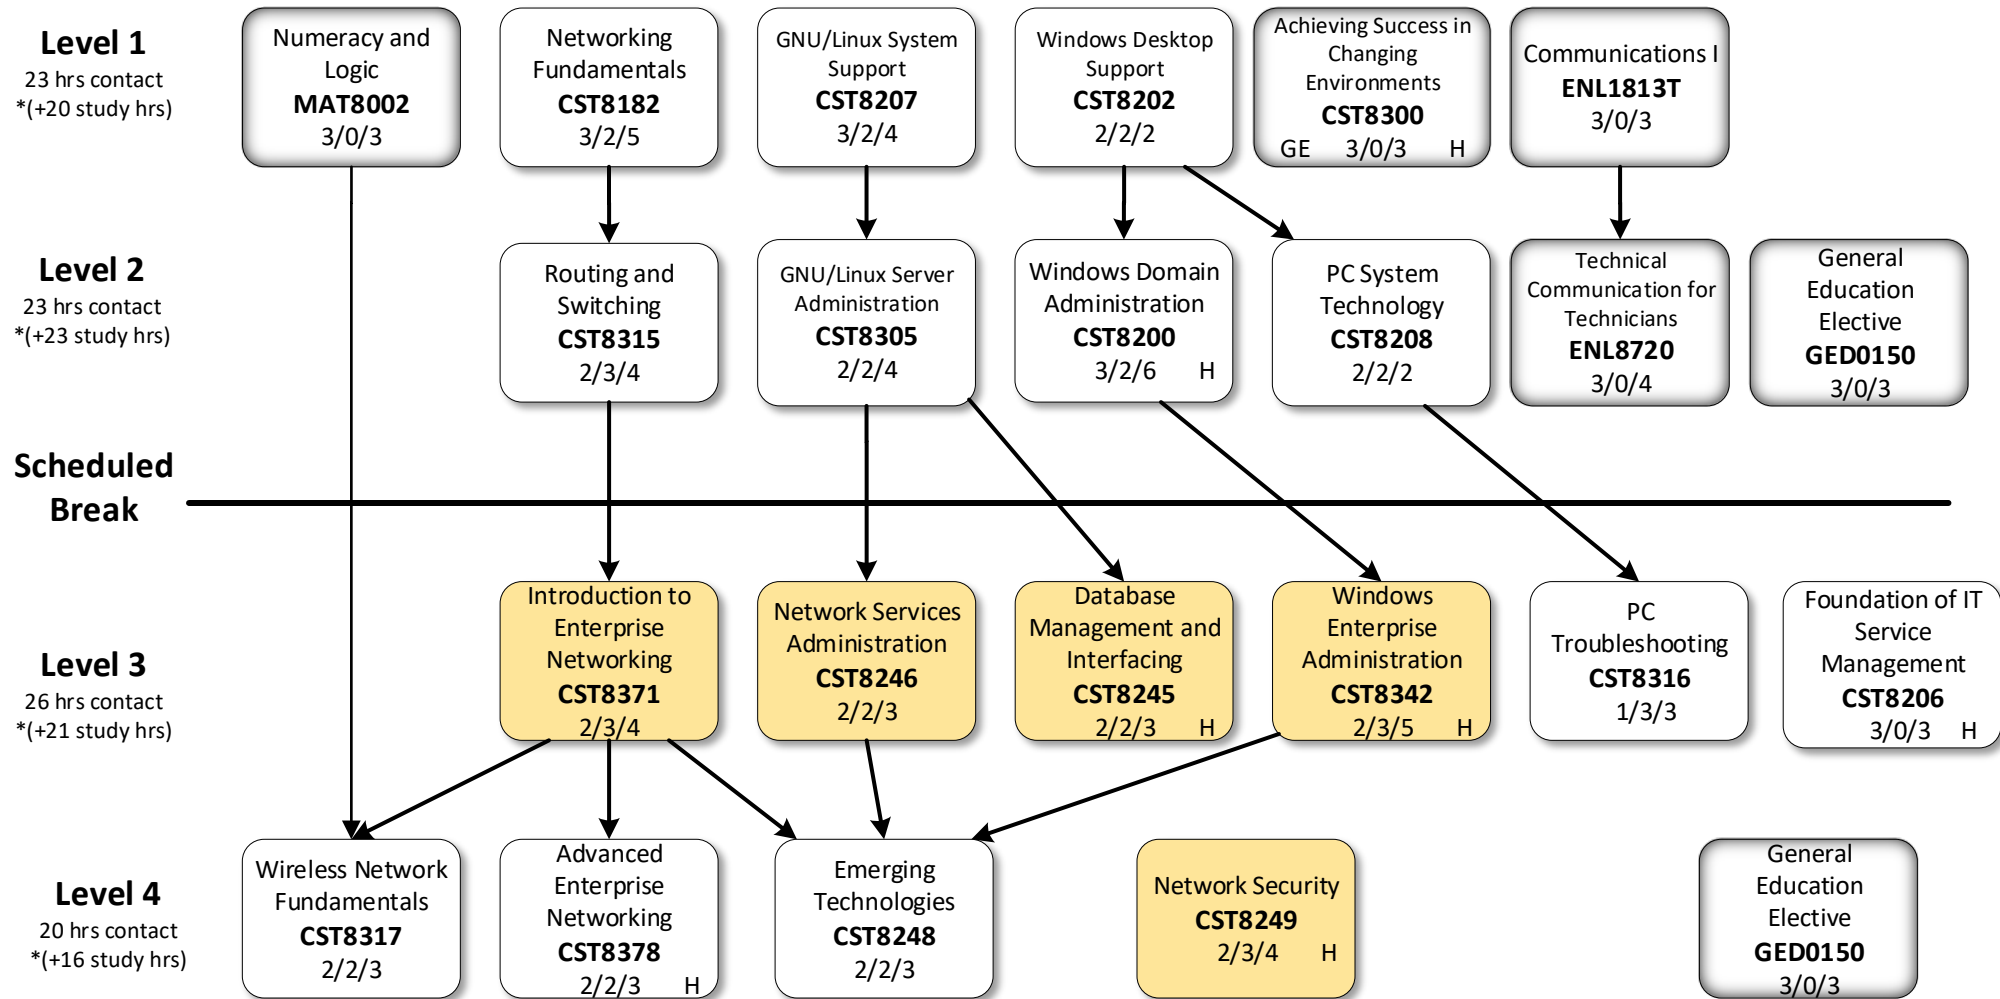 Level 1
23 hrs contact
*(+20 study hrs)
Numeracy and
Logic
MAT8002
3/0/3
Networking
Fundamentals
CST8182
3/2/5
GNU/Linux System
Support
CST8207
3/2/4
Windows Desktop
Support
CST8202
2/2/2
Achieving Success in
Changing
Environments
CST8300
GE 3/0/3 H
Communications I
ENL1813T
3/0/3
Level 2
23 hrs contact
*(+23 study hrs)
Routing and
Switching
CST8315
2/3/4
GNU/Linux Server
Administration
CST8305
2/2/4
Windows Domain
Administration
CST8200
3/2/6 H
PC System
Technology
CST8208
2/2/2
Technical
Communication for
Technicians
ENL8720
3/0/4
General
Education
Elective
GED0150
3/0/3
Scheduled
Break
Level 3
26 hrs contact
*(+21 study hrs)
Introduction to
Enterprise
Networking
CST8371
2/3/4
Network Services
Administration
CST8246
2/2/3
Database
Management and
Interfacing
CST8245
2/2/3 H
Windows
Enterprise
Administration
CST8342
2/3/5 H
PC
Troubleshooting
CST8316
1/3/3
Foundation of IT
Service
Management
CST8206
3/0/3 H
Level 4
20 hrs contact
*(+16 study hrs)
Wireless Network
Fundamentals
CST8317
2/2/3
Advanced
Enterprise
Networking
CST8378
2/2/3 H
Emerging
Technologies
CST8248
2/2/3
Network Security
CST8249
2/3/4 H
General
Education
Elective
GED0150
3/0/3